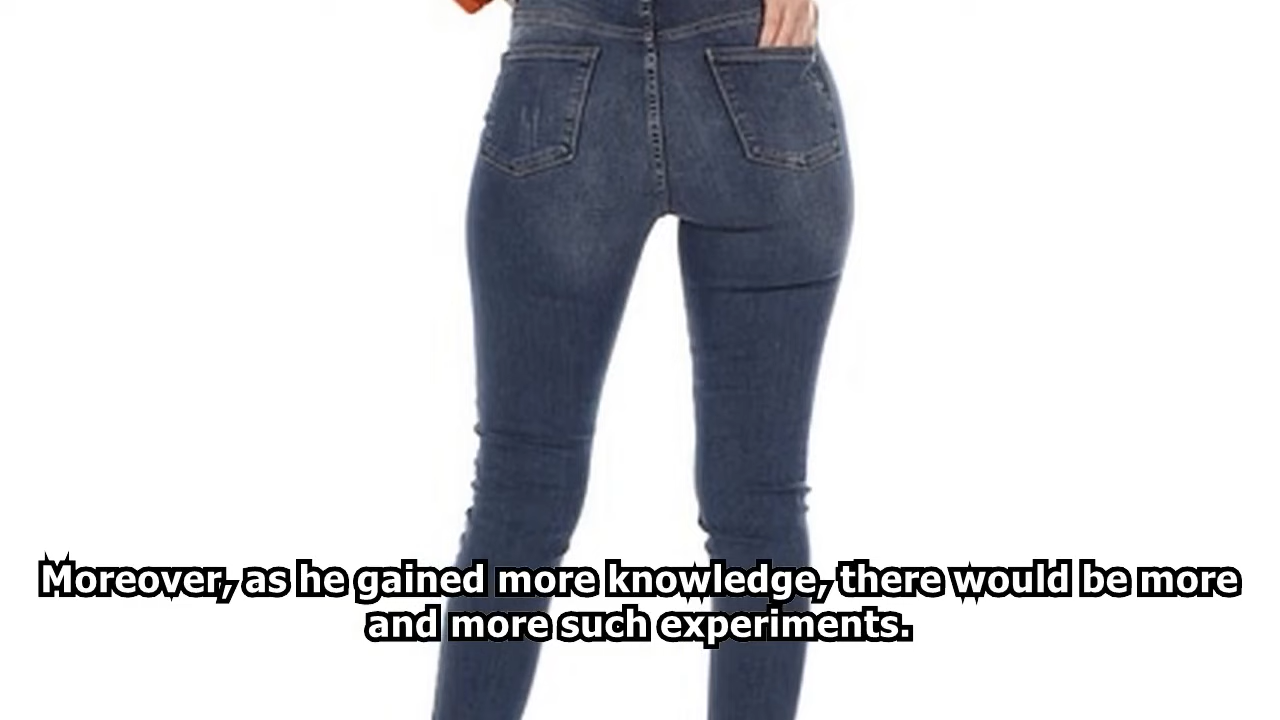 Moreover, as he gained more knowledge, there would be more
and more such experiments.